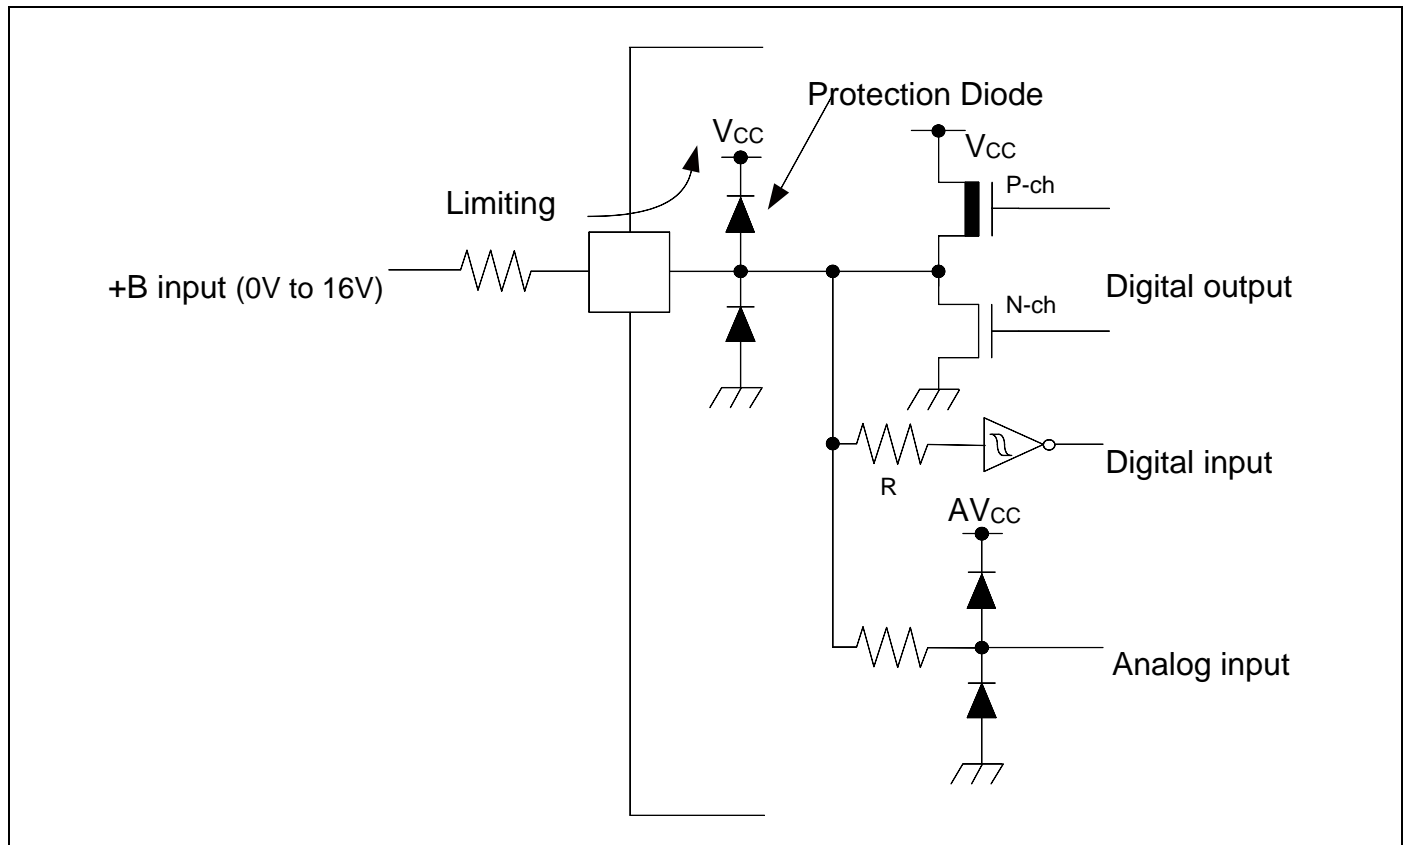 Protection Diode
VCC
VCC
P-ch
Limiting
+B input (0V to 16V)
Digital output
N-ch
Digital input
R
AVCC
Analog input